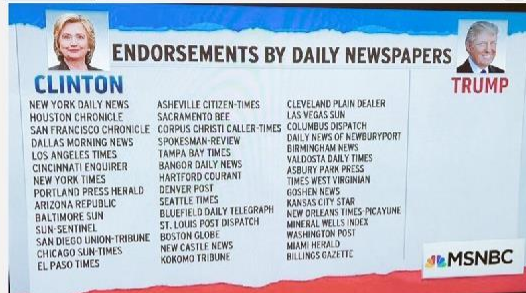 ENDORSEMENTS BY DAILY NEWSPAPERS
CLINTON
TRUMP
NEW YORK DAILY NEWS
HOUSTON CHRONICLE
SAN FRANCISCO CHRONICLE
DALLAS MORNING NEWS
LOS ANGELES TIMES
CINCINNATI ENQUIRER
NEW YORK TIMES
PORTLAND PRESS HERALD
ARIZONA REPUBLIC
BALTIMORE SUN
SUN-SENTINEL
SAN DIEGO UNION-TRIBUNE
CHICAGO SUN-TIMES
EL PASO TIMES
ASHEVILLE CITIZEN-TIMES
SACRAMENTO BEE
CORPUS CHRISTI CALLER-TIMES
SPOKESMAN-REVIEW
TAMPA BAY TIMES
BANGOR DAILY NEWS
HARTFORD COURANT
DENVER POST
SEATTLE TIMES
BLUEFIELD DAILY TELEGRAPH
ST. LOUIS POST DISPATCH
BOSTON GLOBE
NEW CASTLE NEWS
KOKOMO TRIBUNE
CLEVELAND PLAIN DEALER
LAS VEGAS SUN
COLUMBUS DISPATCH
DAILY NEWS OF NEWBURYPORT
BIRMINGHAM NEWS
VALDOSTA DAILY TIMES
ASBURY PARK PRESS
TIMES WEST VIRGINIAN
GOSHEN NEWS
KANSAS CITY STAR
NEW ORLEANS TIMES-PICAYUNE
MINERAL WELLS INDEX
WASHINGTON POST
MIAMI HERALD
BILLINGS GAZETTE
MSNBC